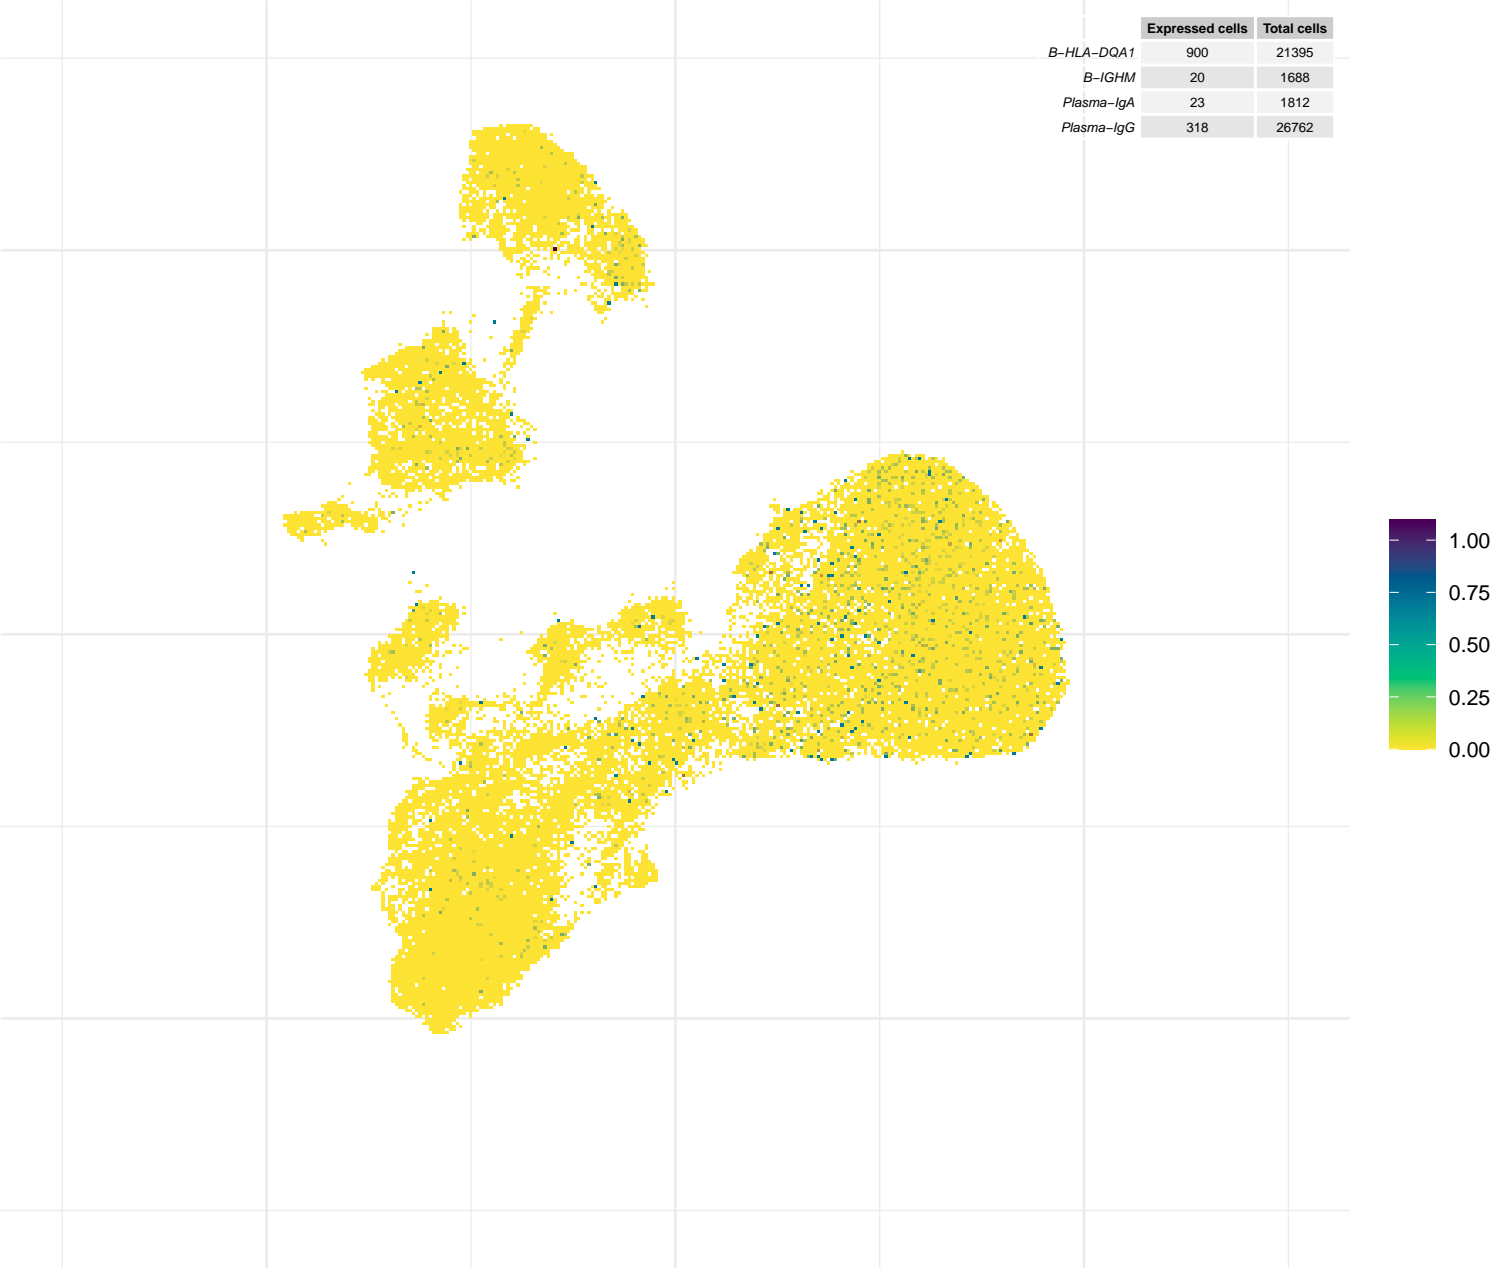 Expressed cells Total cells
B−HLA−DQA1 900 21395
B−IGHM 20 1688
Plasma−IgA 23 1812
Plasma−IgG 318 26762
1.00
0.75
0.50
0.25
0.00